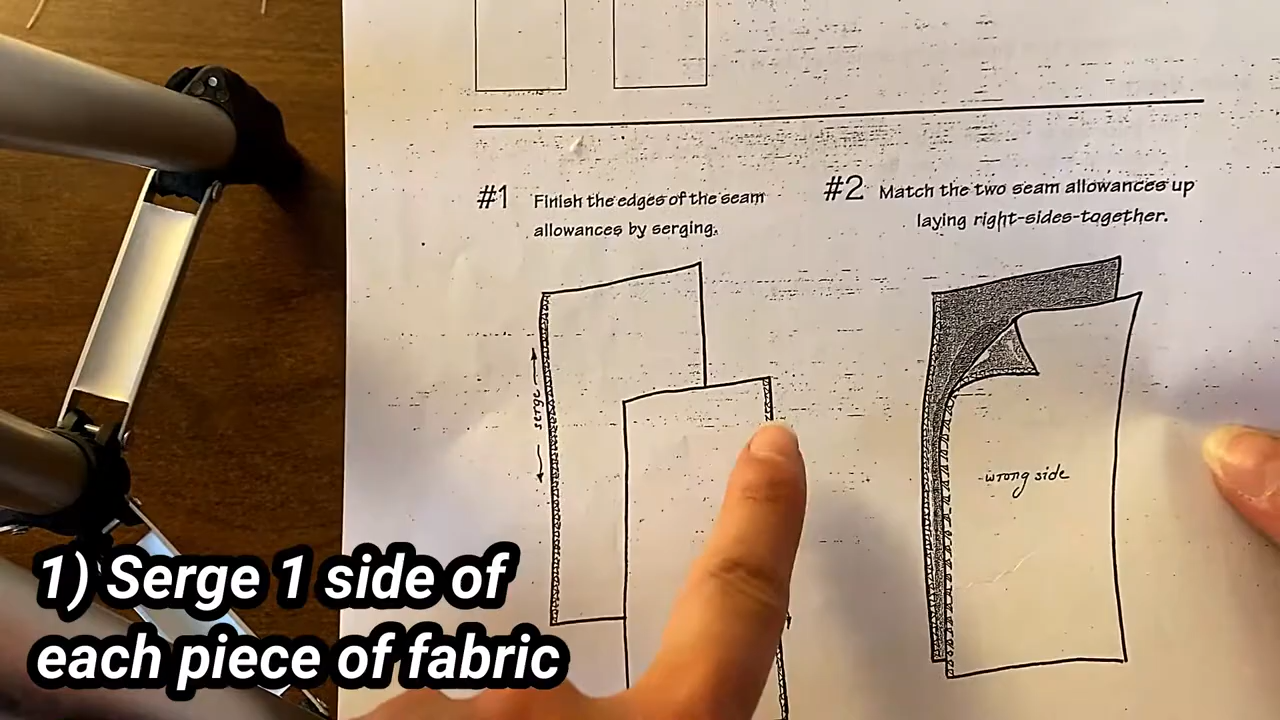 #1 Finish the edges of the seam
allowances by serging.
#2 Match the two seam allowances up
laying right-sides-together.
serge
wrong side
1) Serge 1 side of
each piece of fabric